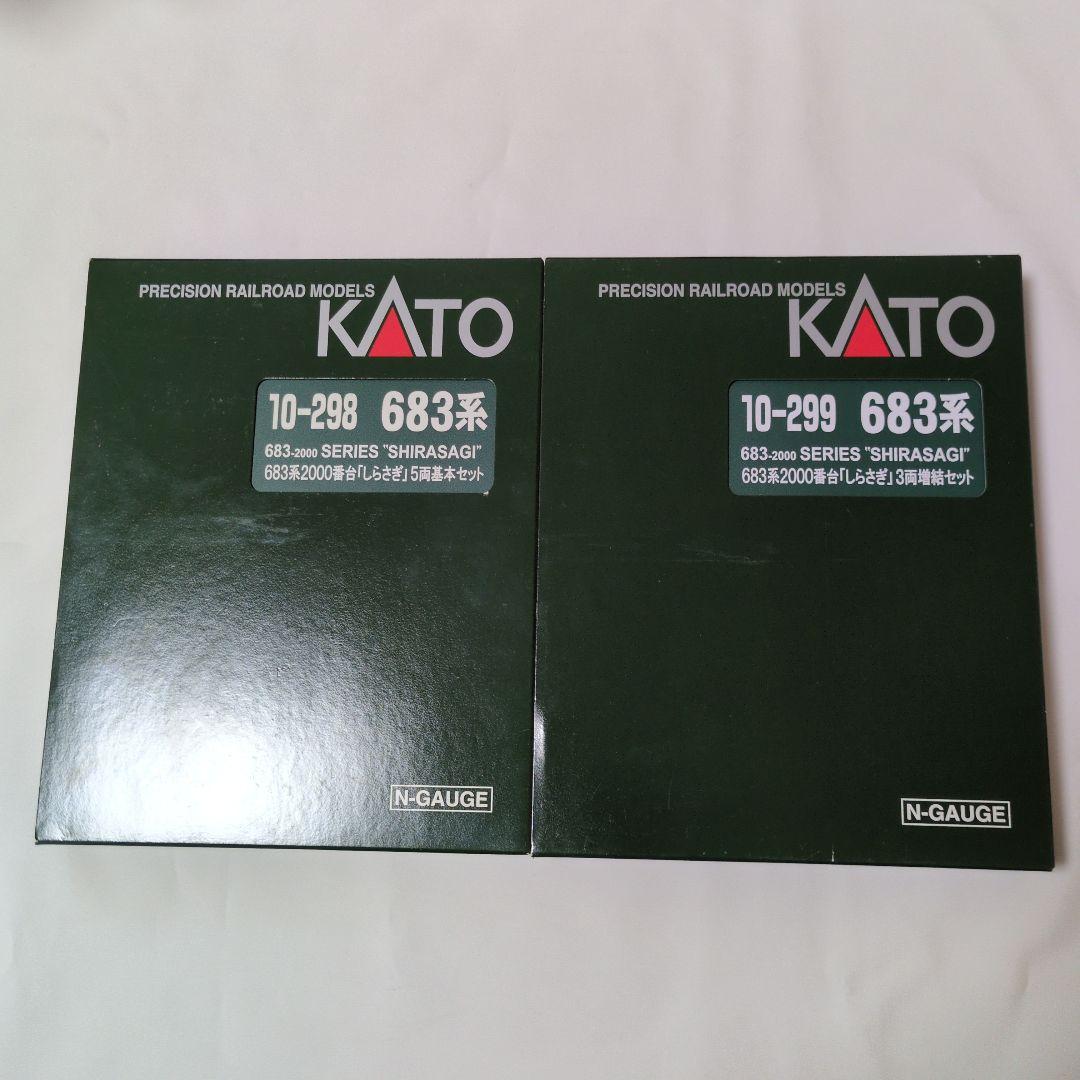 PRECISION RAILROAD MODELS
KATO
10-298 683系
683-2000 SERIES "SHIRASAGI"
683系2000番台「しらさぎ」5両基本セット
N-GAUGE
PRECISION RAILROAD MODELS
KATO
10-299 683系
683-2000 SERIES "SHIRASAGI"
683系2000番台「しらさぎ」3両増結セット
N-GAUGE